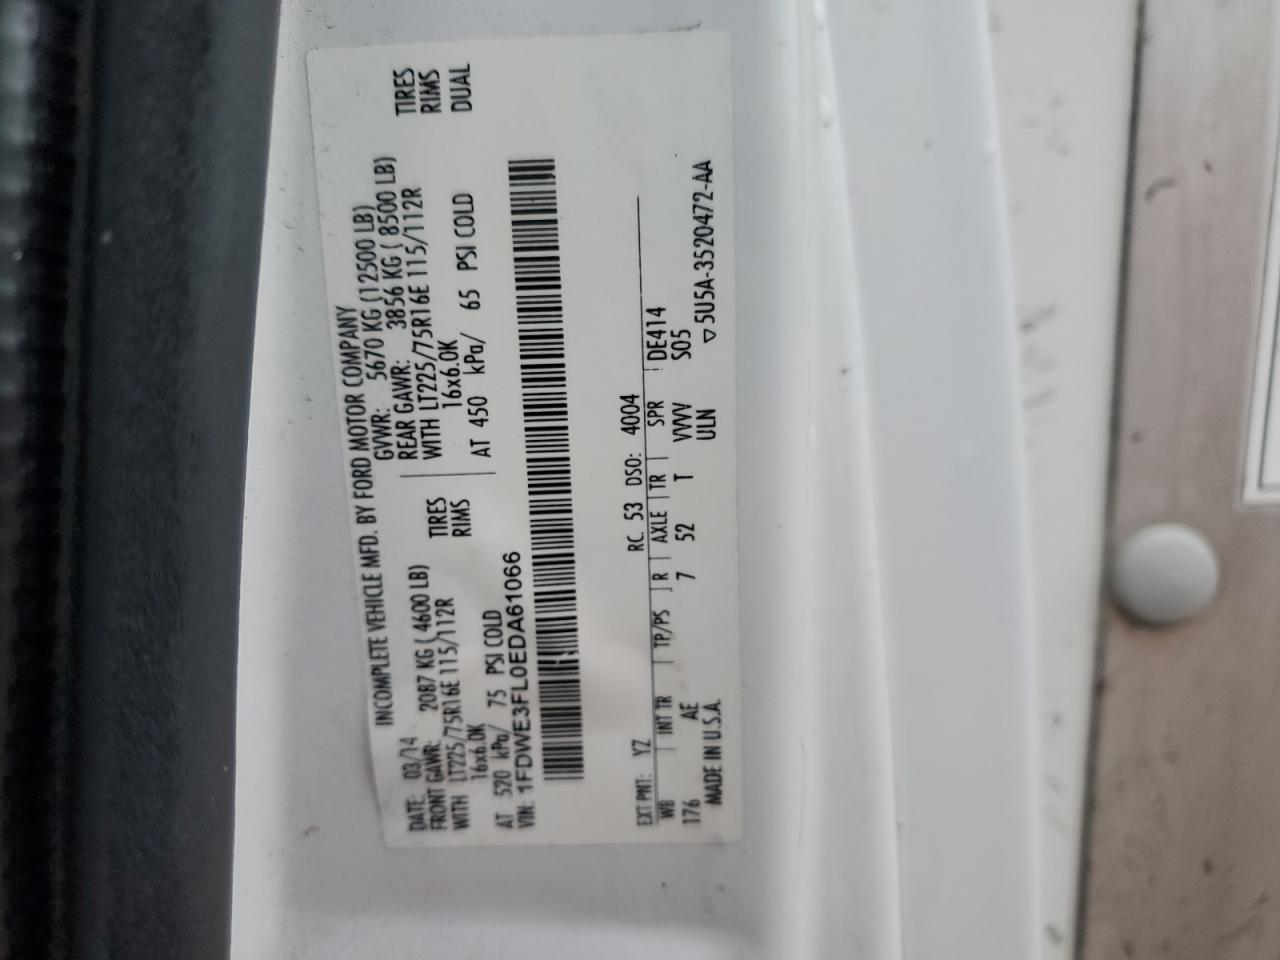 INCOMPLETE VEHICLE MFD. BY FORD MOTOR COMPANY
DATE: 03/14 GVWR: 5670 KG (12500 LB)
FRONT GAWR: 2087 KG ( 4600 LB) REAR GAWR: 3856 KG ( 8500 LB)
WITH LT225/75R16E 115/112R TIRES WITH LT225/75R16E 115/112R TIRES
16x6.0K RIMS 16x6.0K RIMS
AT 520 kPa/ 75 PSI COLD AT 450 kPa/ 65 PSI COLD DUAL
VIN: 1FDWE3FL0EDA61066
EXT PNT: YZ RC: 53 DSO: 4004
WB INT TR TP/PS R AXLE TR SPR DE414
176 AE 7 52 T VVVV S05
MADE IN U.S.A. ULN ▽ 5U5A-3520472-AA